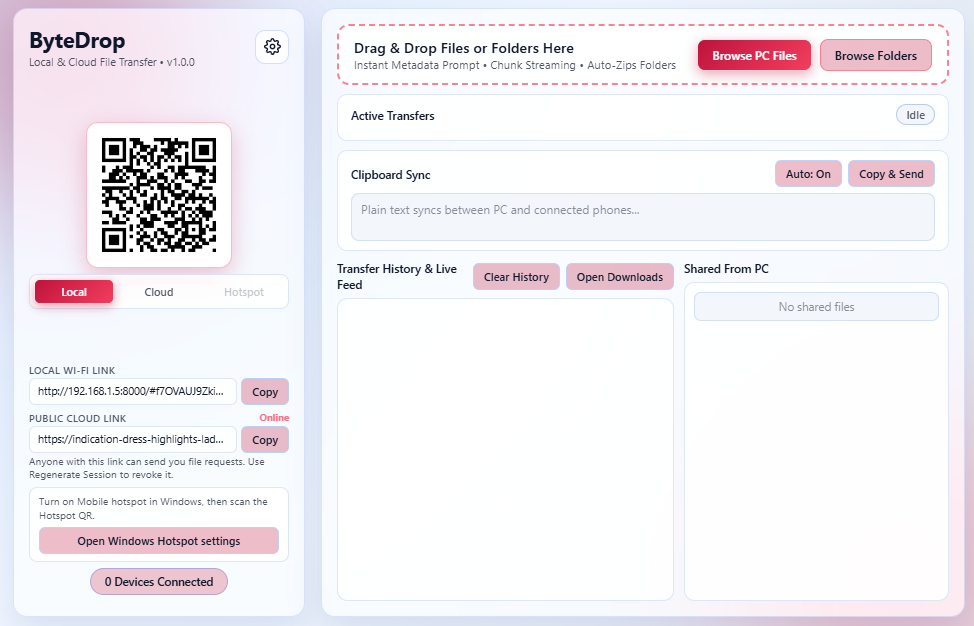 ByteDrop
Local & Cloud File Transfer • v1.0.0
Local
Cloud
Hotspot
LOCAL WI-FI LINK
http://192.168.1.5:8000/#f7OVAUJ9Zki...
Copy
PUBLIC CLOUD LINK
Online
https://indication-dress-highlights-lad...
Copy
Anyone with this link can send you file requests. Use
Regenerate Session to revoke it.
Turn on Mobile hotspot in Windows, then scan the
Hotspot QR.
Open Windows Hotspot settings
0 Devices Connected
Drag & Drop Files or Folders Here
Instant Metadata Prompt • Chunk Streaming • Auto-Zips Folders
Browse PC Files
Browse Folders
Active Transfers
Idle
Clipboard Sync
Auto: On
Copy & Send
Plain text syncs between PC and connected phones...
Transfer History & Live
Feed
Clear History
Open Downloads
Shared From PC
No shared files